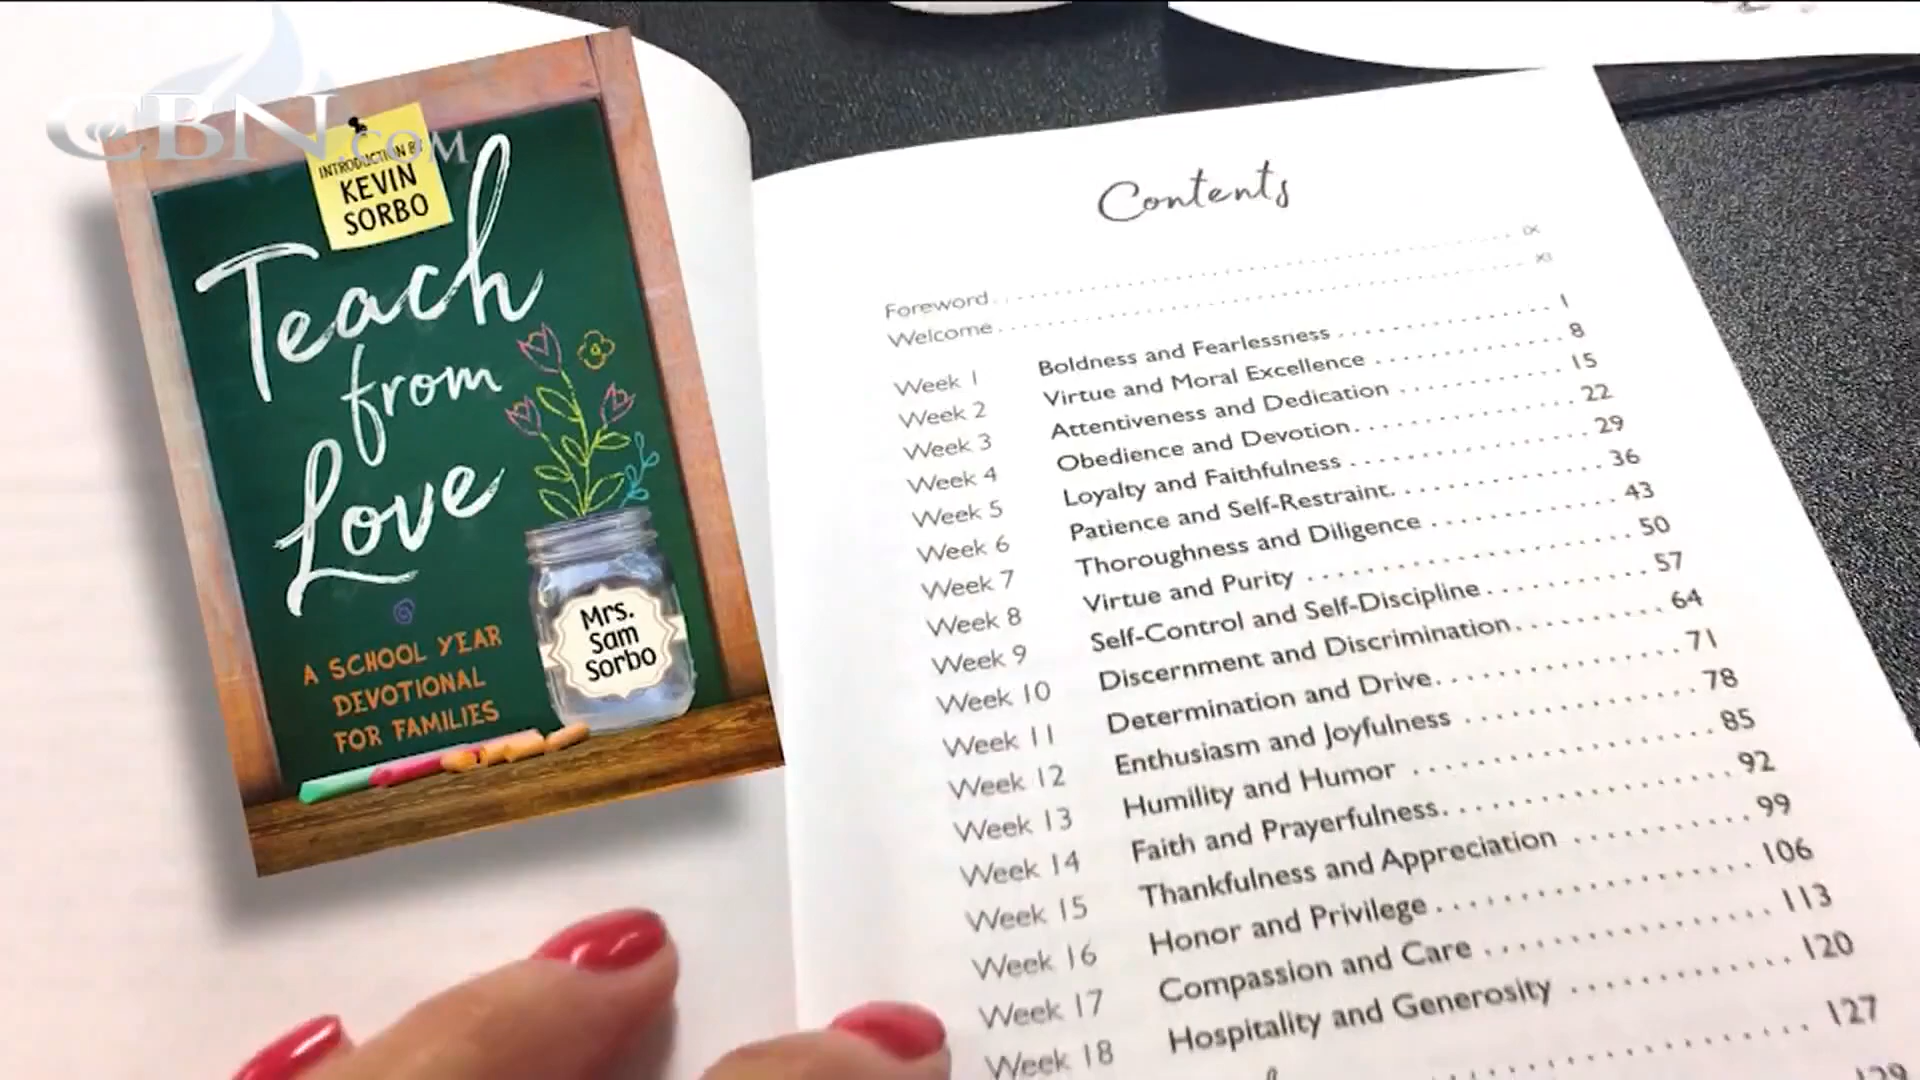 CBN.COM
INTRODUCTION BY
KEVIN
SORBO
Teach
from
Love
A SCHOOL YEAR
DEVOTIONAL
FOR FAMILIES
Mrs.
Sam
Sorbo
Contents
Foreword . . . . . ix
Welcome . . . . . xi
Week 1 Boldness and Fearlessness . . . . . 1
Week 2 Virtue and Moral Excellence . . . . . 8
Week 3 Attentiveness and Dedication . . . . . 15
Week 4 Obedience and Devotion . . . . . 22
Week 5 Loyalty and Faithfulness . . . . . 29
Week 6 Patience and Self-Restraint . . . . . 36
Week 7 Thoroughness and Diligence . . . . . 43
Week 8 Virtue and Purity . . . . . 50
Week 9 Self-Control and Self-Discipline . . . . . 57
Week 10 Discernment and Discrimination . . . . . 64
Week 11 Determination and Drive . . . . . 71
Week 12 Enthusiasm and Joyfulness . . . . . 78
Week 13 Humility and Humor . . . . . 85
Week 14 Faith and Prayerfulness . . . . . 92
Week 15 Thankfulness and Appreciation . . . . . 99
Week 16 Honor and Privilege . . . . . 106
Week 17 Compassion and Care . . . . . 113
Week 18 Hospitality and Generosity . . . . . 120
127